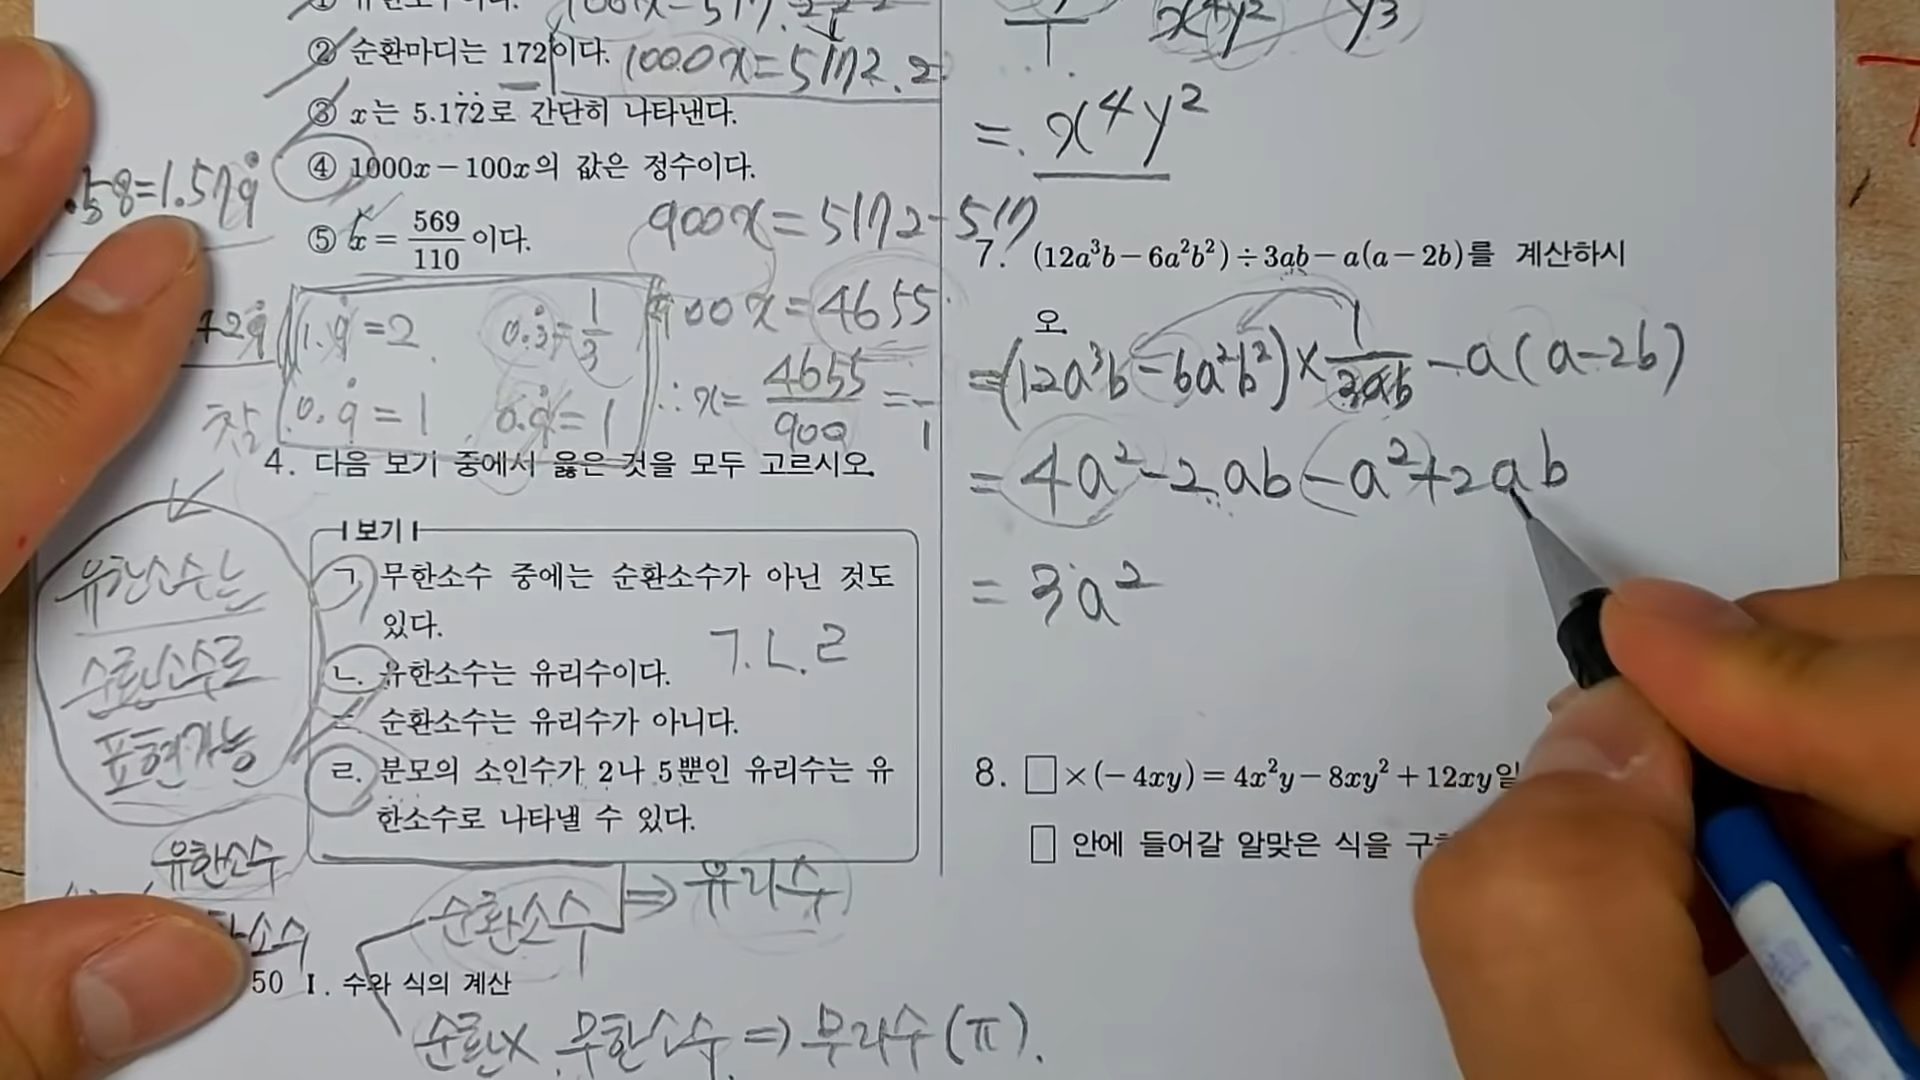 ② 순환마디는 172이다.
1000x=5172.2
③ x는 5.17̇2̇로 간단히 나타낸다.
④ 1000x-100x의 값은 정수이다.
.58=1.579̇
900x=5172-517
⑤ x=569/110이다.
1.9̇=2
0.3̇=1/3
900x=4655
0.9̇=1
0.9̇=1
∴x=4655/900=
4. 다음 보기 중에서 옳은 것을 모두 고르시오.
보기
ㄱ. 무한소수 중에는 순환소수가 아닌 것도
있다.
ㄱ.ㄴ.ㄹ
ㄴ. 유한소수는 유리수이다.
ㄷ. 순환소수는 유리수가 아니다.
ㄹ. 분모의 소인수가 2나 5뿐인 유리수는 유
한소수로 나타낼 수 있다.
유한소수는
순환소수로
표현가능
유한소수
순환소수 ⇒ 유리수
순환X 무한소수 ⇒ 무리수(π).
50 Ⅰ. 수와 식의 계산
x⁴y² y3
= x⁴y²
7. (12a³b-6a²b²)÷3ab-a(a-2b)를 계산하시
오.
=(12a³b-6a²b²)×1/3ab-a(a-2b)
=4a²-2ab-a²+2ab
=3a²
8. □×(-4xy)=4x²y-8xy²+12xy일
□ 안에 들어갈 알맞은 식을